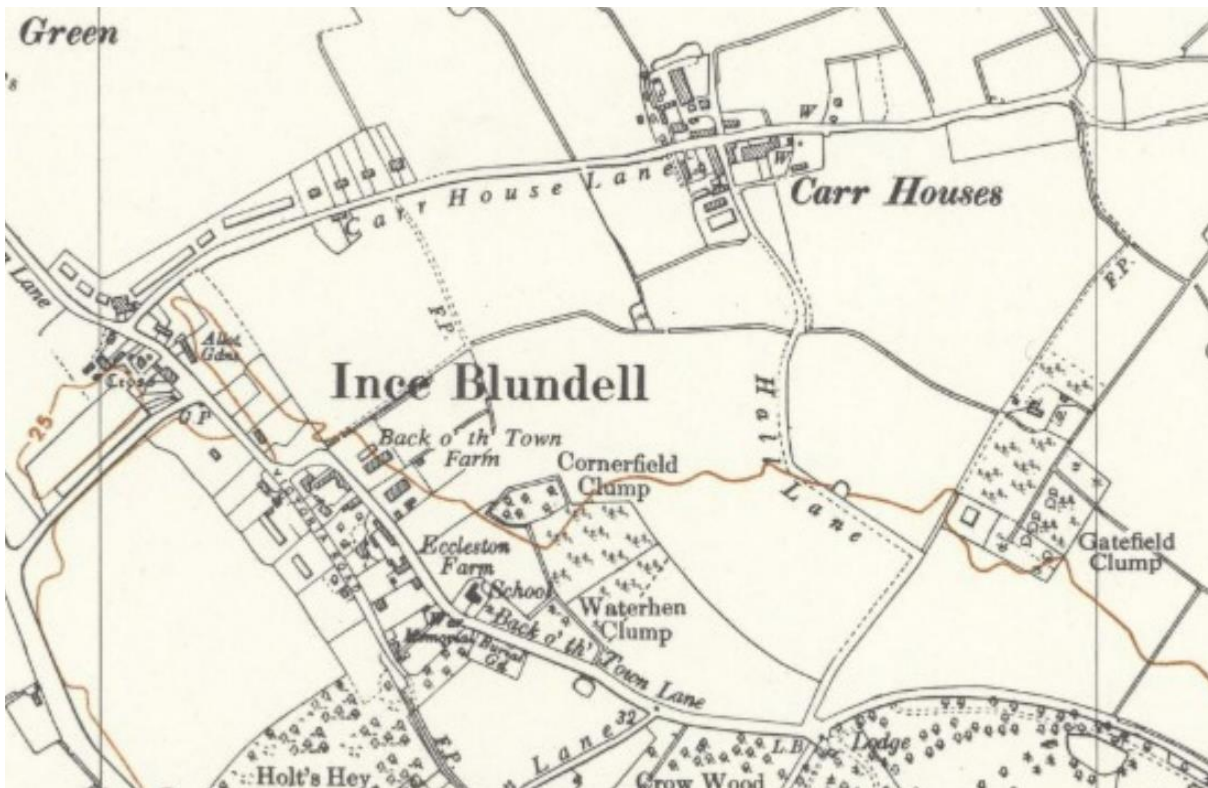 Green
W
Carr House Lane
W
Carr Houses
Lane
F.P.
F.P.
Allot.
Gdns
Ince Blundell
Cross
25
G P
Hall Lane
Back o' th' Town
Farm
Cornerfield
Clump
Eccleston
Farm
School
Gatefield
Clump
Waterhen
Clump
War
Memorial
Burial
Gd.
Back o' th' Town Lane
32
Lane
L.B
Lodge
F.P.
Holt's Hey
Crow Wood